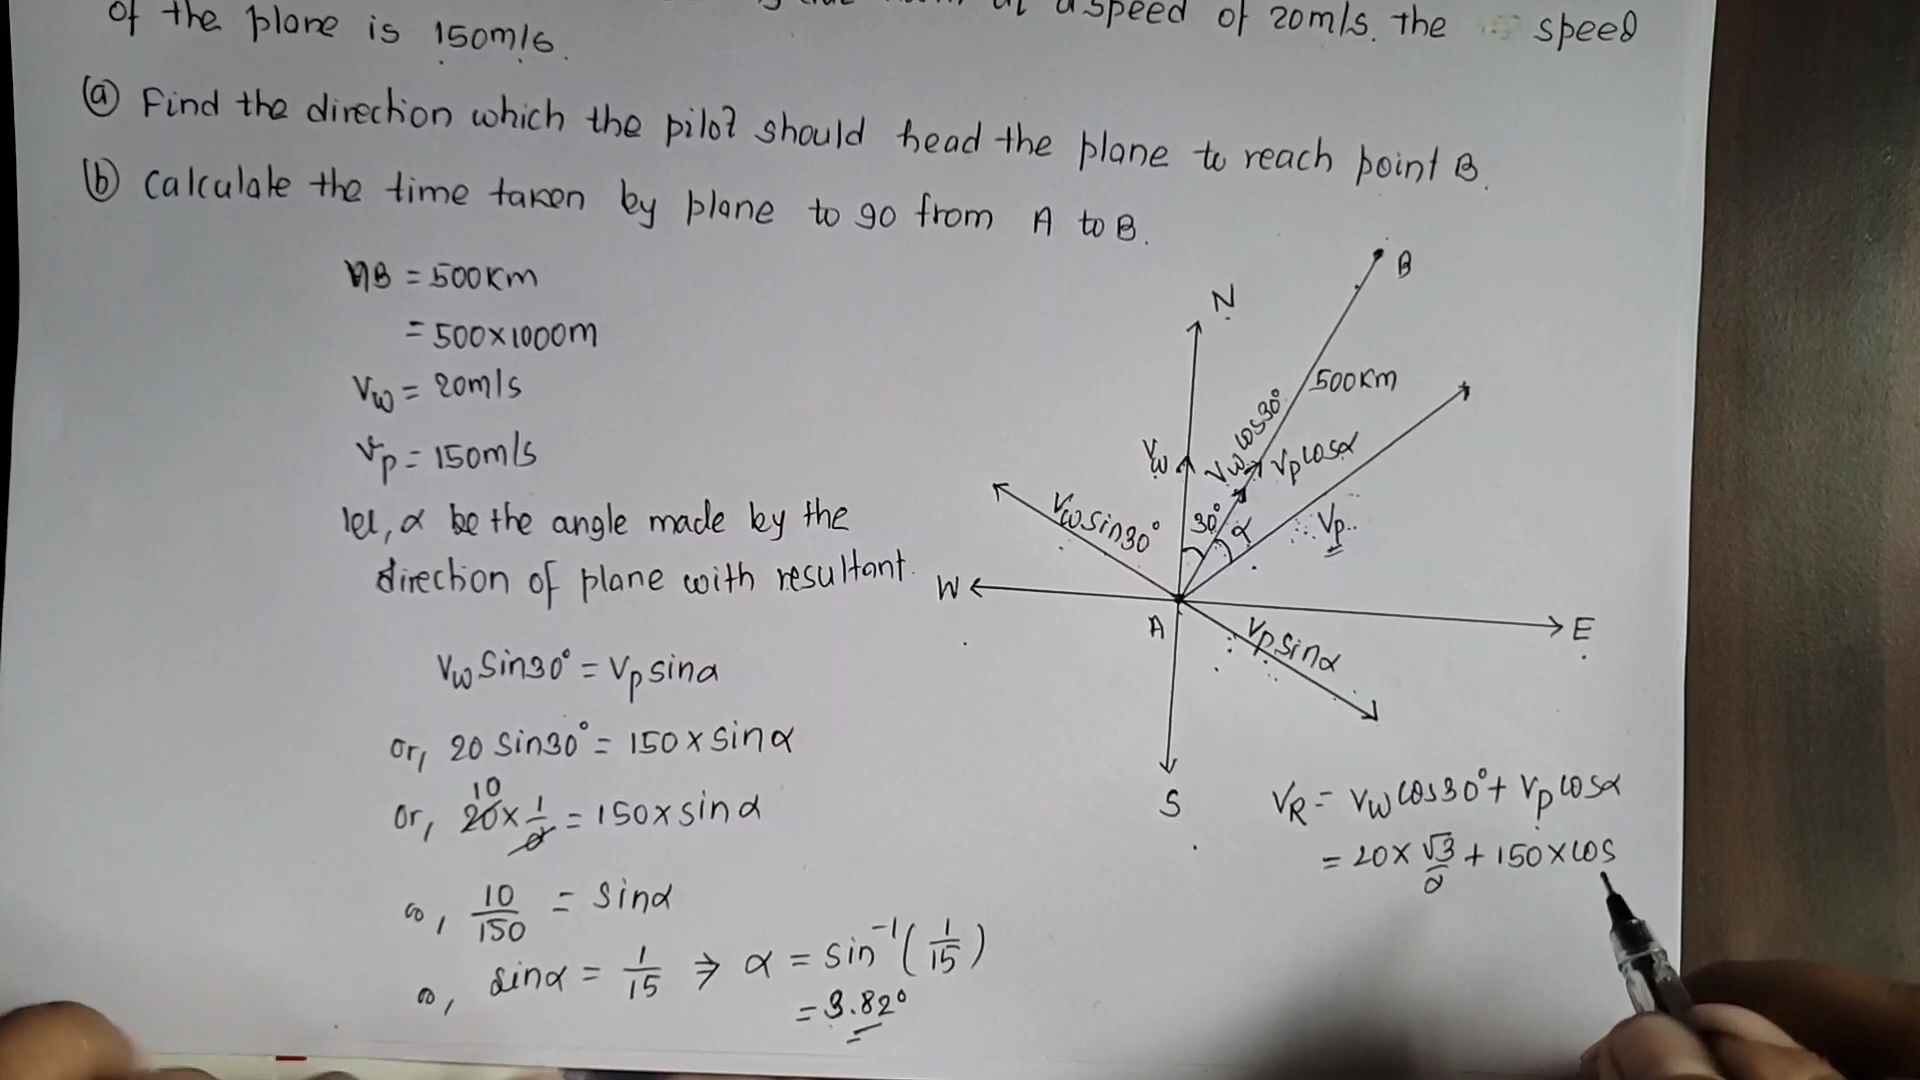 of the plane is 150m/s.
speed of 20m/s. the speed
(a) Find the direction which the pilot should head the plane to reach point B.
(b) Calculate the time taken by plane to go from A to B.
AB = 500km
= 500×1000m
Vw = 20m/s
Vp = 150m/s
let, α be the angle made by the
direction of plane with resultant.
Vw Sin30° = Vp sinα
or, 20 Sin30° = 150 × sinα
10
or, 20 × 1/2 = 150 × sinα
or, 10/150 = sinα
or, sinα = 1/15 ⇒ α = sin⁻¹(1/15)
= 3.82°
B
N
500km
Vw cos30°
Vw
Vp cosα
Vw sin30°
30°
α
Vp
W
A
E
Vp sinα
S
VR = Vw cos30° + Vp cosα
= 20 × √3/2 + 150 × cos